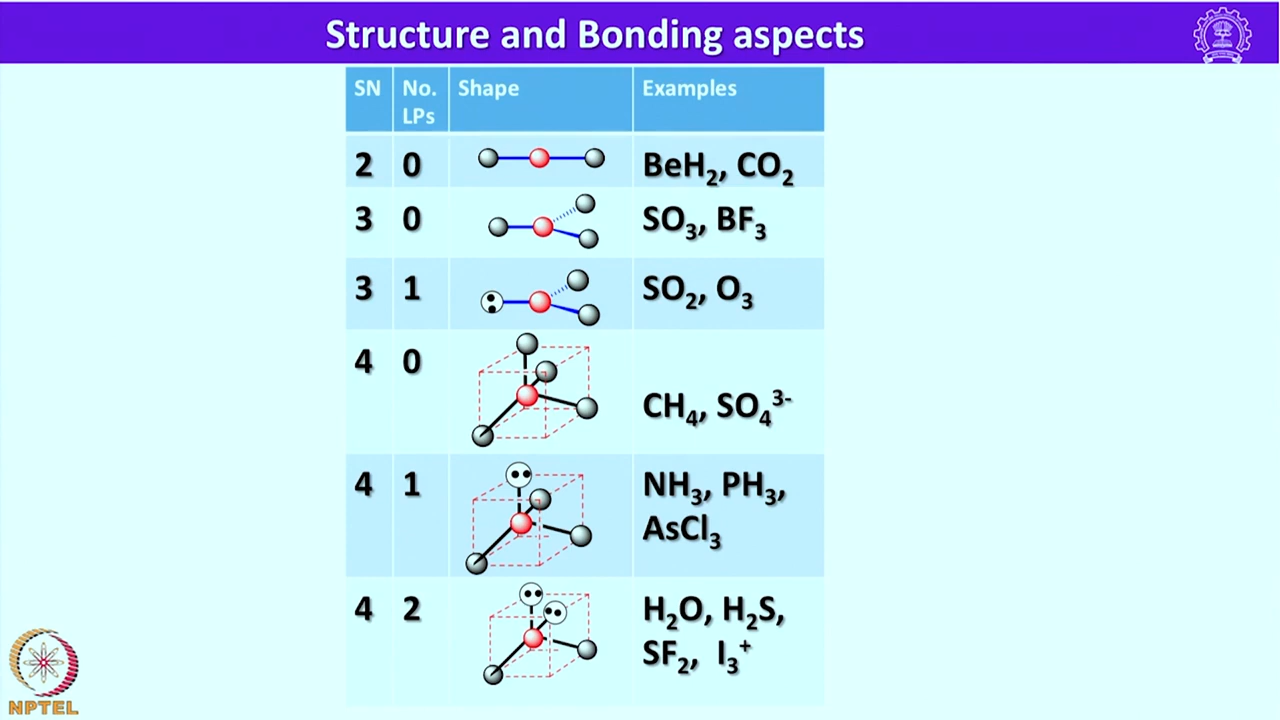 Structure and Bonding aspects
SN No. LPs Shape Examples
2 0 BeH₂, CO₂
3 0 SO₃, BF₃
3 1 SO₂, O₃
4 0 CH₄, SO₄³⁻
4 1 NH₃, PH₃,
AsCl₃
4 2 H₂O, H₂S,
SF₂, I₃⁺
NPTEL